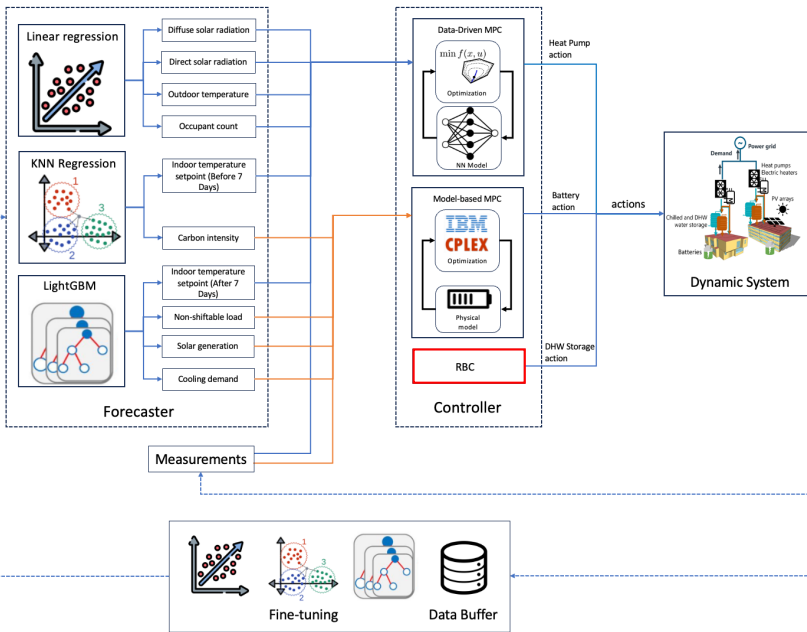 Linear regression
Diffuse solar radiation
Direct solar radiation
Outdoor temperature
Occupant count
KNN Regression
1
3
2
Indoor temperature
setpoint (Before 7
Days)
Carbon intensity
LightGBM
Indoor temperature
setpoint (After 7
Days)
Non-shiftable load
Solar generation
Cooling demand
Forecaster
Measurements
Data-Driven MPC
min f(x, u)
Optimization
NN Model
Model-based MPC
IBM
CPLEX
Optimization
Physical
model
RBC
Controller
Heat Pump
action
Battery
action
DHW Storage
action
actions
Power grid
Demand
Heat pumps
Electric heaters
PV arrays
Chilled and DHW
water storage
Batteries
Dynamic System
1
3
2
Fine-tuning
Data Buffer